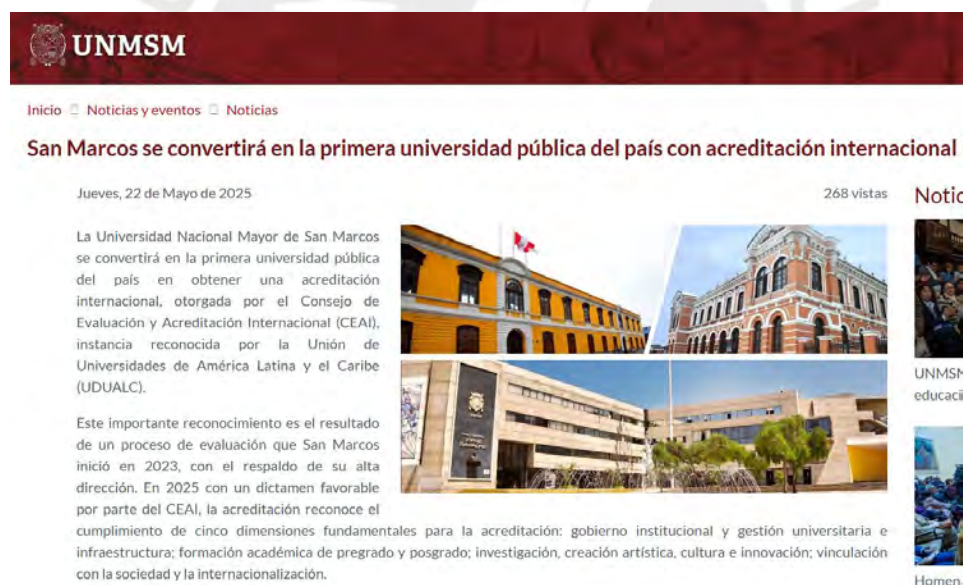 UNMSM
Inicio Noticias y eventos Noticias
San Marcos se convertirá en la primera universidad pública del país con acreditación internacional
Jueves, 22 de Mayo de 2025
268 vistas
Notic
La Universidad Nacional Mayor de San Marcos
se convertirá en la primera universidad pública
del país en obtener una acreditación
internacional, otorgada por el Consejo de
Evaluación y Acreditación Internacional (CEAI),
instancia reconocida por la Unión de
Universidades de América Latina y el Caribe
(UDUALC).
Este importante reconocimiento es el resultado
de un proceso de evaluación que San Marcos
inició en 2023, con el respaldo de su alta
dirección. En 2025 con un dictamen favorable
por parte del CEAI, la acreditación reconoce el
cumplimiento de cinco dimensiones fundamentales para la acreditación: gobierno institucional y gestión universitaria e
infraestructura; formación académica de pregrado y posgrado; investigación, creación artística, cultura e innovación; vinculación
con la sociedad y la internacionalización.
UNMSM
educaci
Homen